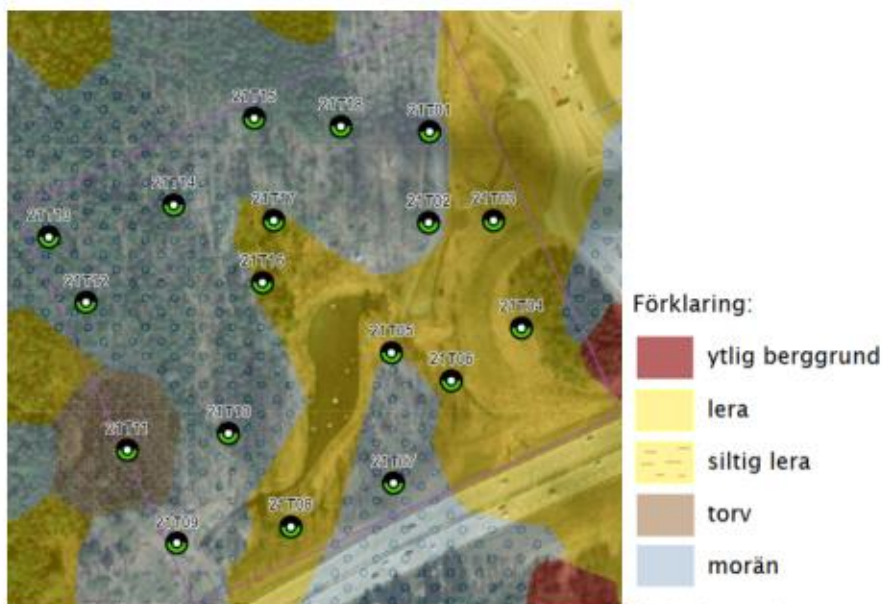 21T15
21T18
21T01
21T14
21T17
21T02
21T03
21T13
21T16
21T12
21T04
21T05
21T06
21T11
21T10
21T07
21T09
21T08
Förklaring:
ytlig berggrund
lera
siltig lera
torv
morän